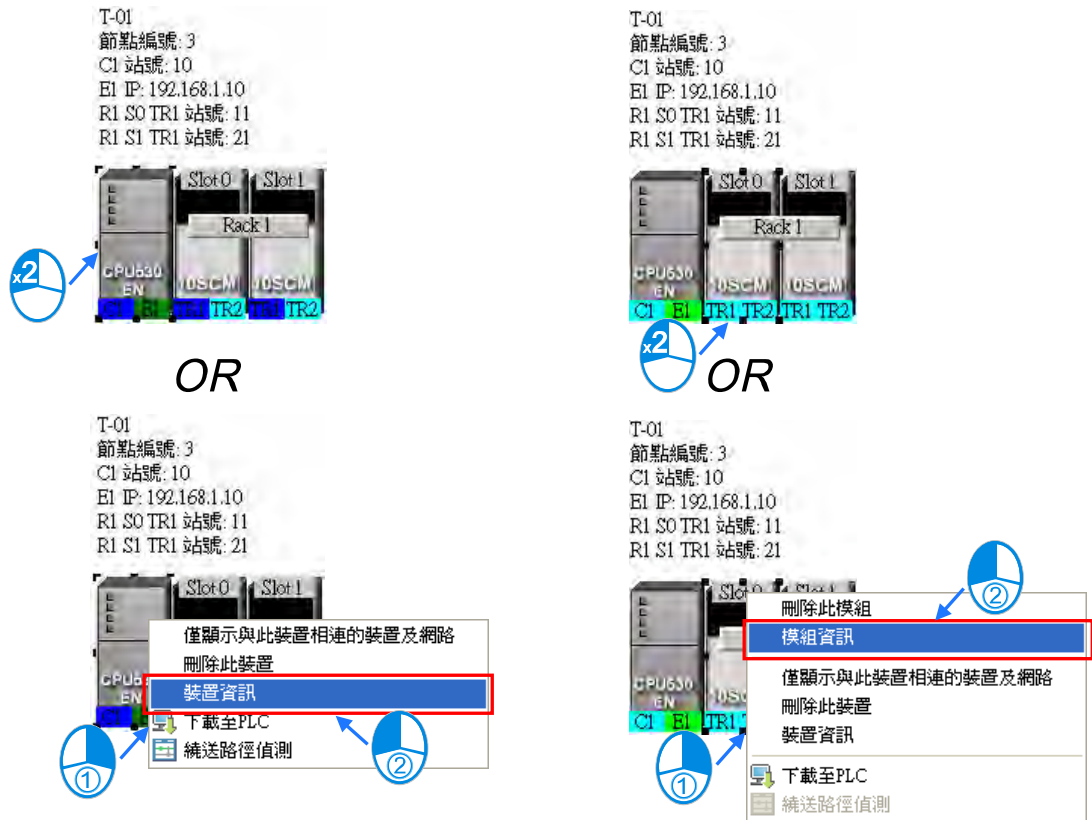 T-01
節點編號: 3
C1 站號: 10
E1 IP: 192.168.1.10
R1 S0 TR1 站號: 11
R1 S1 TR1 站號: 21
Slot 0 Slot 1
Rack 1
CPU530
EN
10SCM 10SCM
C1 E1 TR1 TR2 TR1 TR2
x2
OR
T-01
節點編號: 3
C1 站號: 10
E1 IP: 192.168.1.10
R1 S0 TR1 站號: 11
R1 S1 TR1 站號: 21
Slot 0 Slot 1
僅顯示與此裝置相連的裝置及網路
刪除此裝置
裝置資訊
下載至PLC
繞送路徑偵測
EN
C1
①
②
T-01
節點編號: 3
C1 站號: 10
E1 IP: 192.168.1.10
R1 S0 TR1 站號: 11
R1 S1 TR1 站號: 21
Slot 0 Slot 1
Rack 1
CPU530
EN
10SCM 10SCM
C1 E1 TR1 TR2 TR1 TR2
x2
OR
T-01
節點編號: 3
C1 站號: 10
E1 IP: 192.168.1.10
R1 S0 TR1 站號: 11
R1 S1 TR1 站號: 21
刪除此模組
模組資訊
僅顯示與此裝置相連的裝置及網路
刪除此裝置
裝置資訊
下載至PLC
繞送路徑偵測
CPU530
EN
C1 E1 TR1
①
②